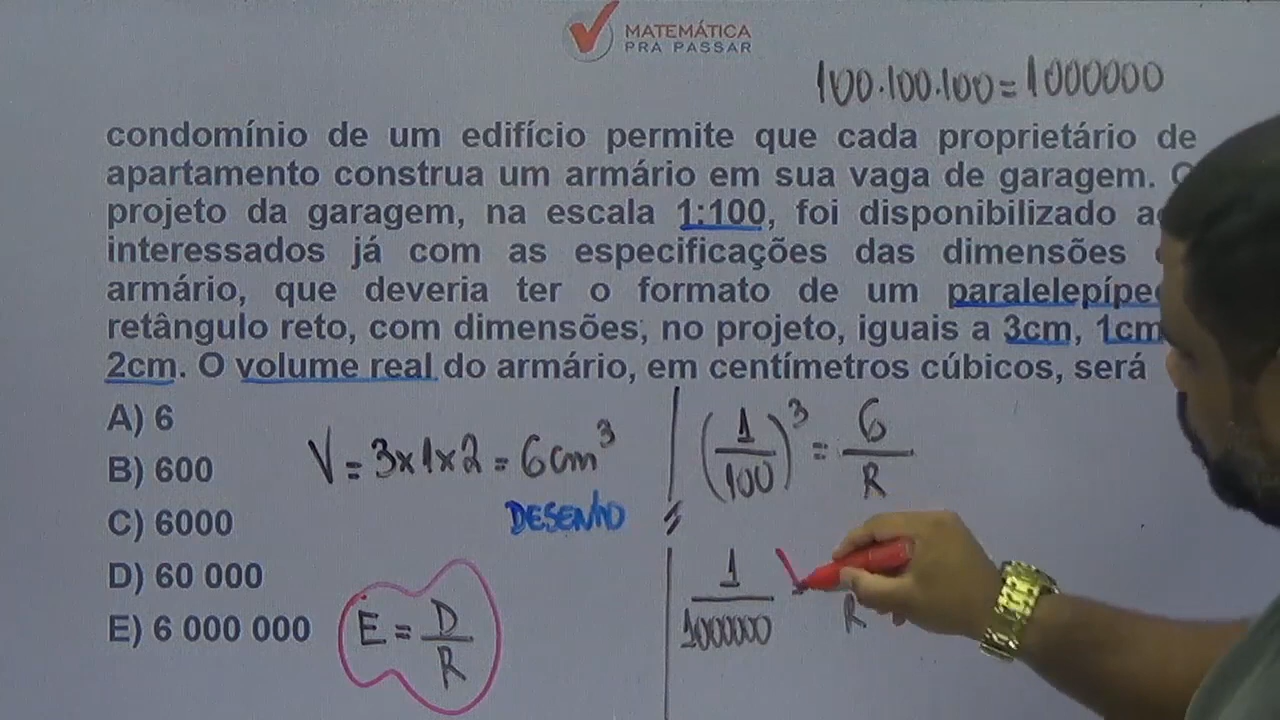 MATEMÁTICA
PRA PASSAR
100.100.100=1000000
condomínio de um edifício permite que cada proprietário de
apartamento construa um armário em sua vaga de garagem.
projeto da garagem, na escala 1:100, foi disponibilizado
interessados já com as especificações das dimensões
armário, que deveria ter o formato de um
retângulo reto, com dimensões, no projeto, iguais a 3cm, 1cm
2cm. O volume real do armário, em centímetros cúbicos, será
A) 6
B) 600
C) 6000
D) 60 000
E) 6 000 000
V = 3x1x2 = 6cm³
DESENHO
E = D/R
(1/100)³ = 6/R
1/1000000
R